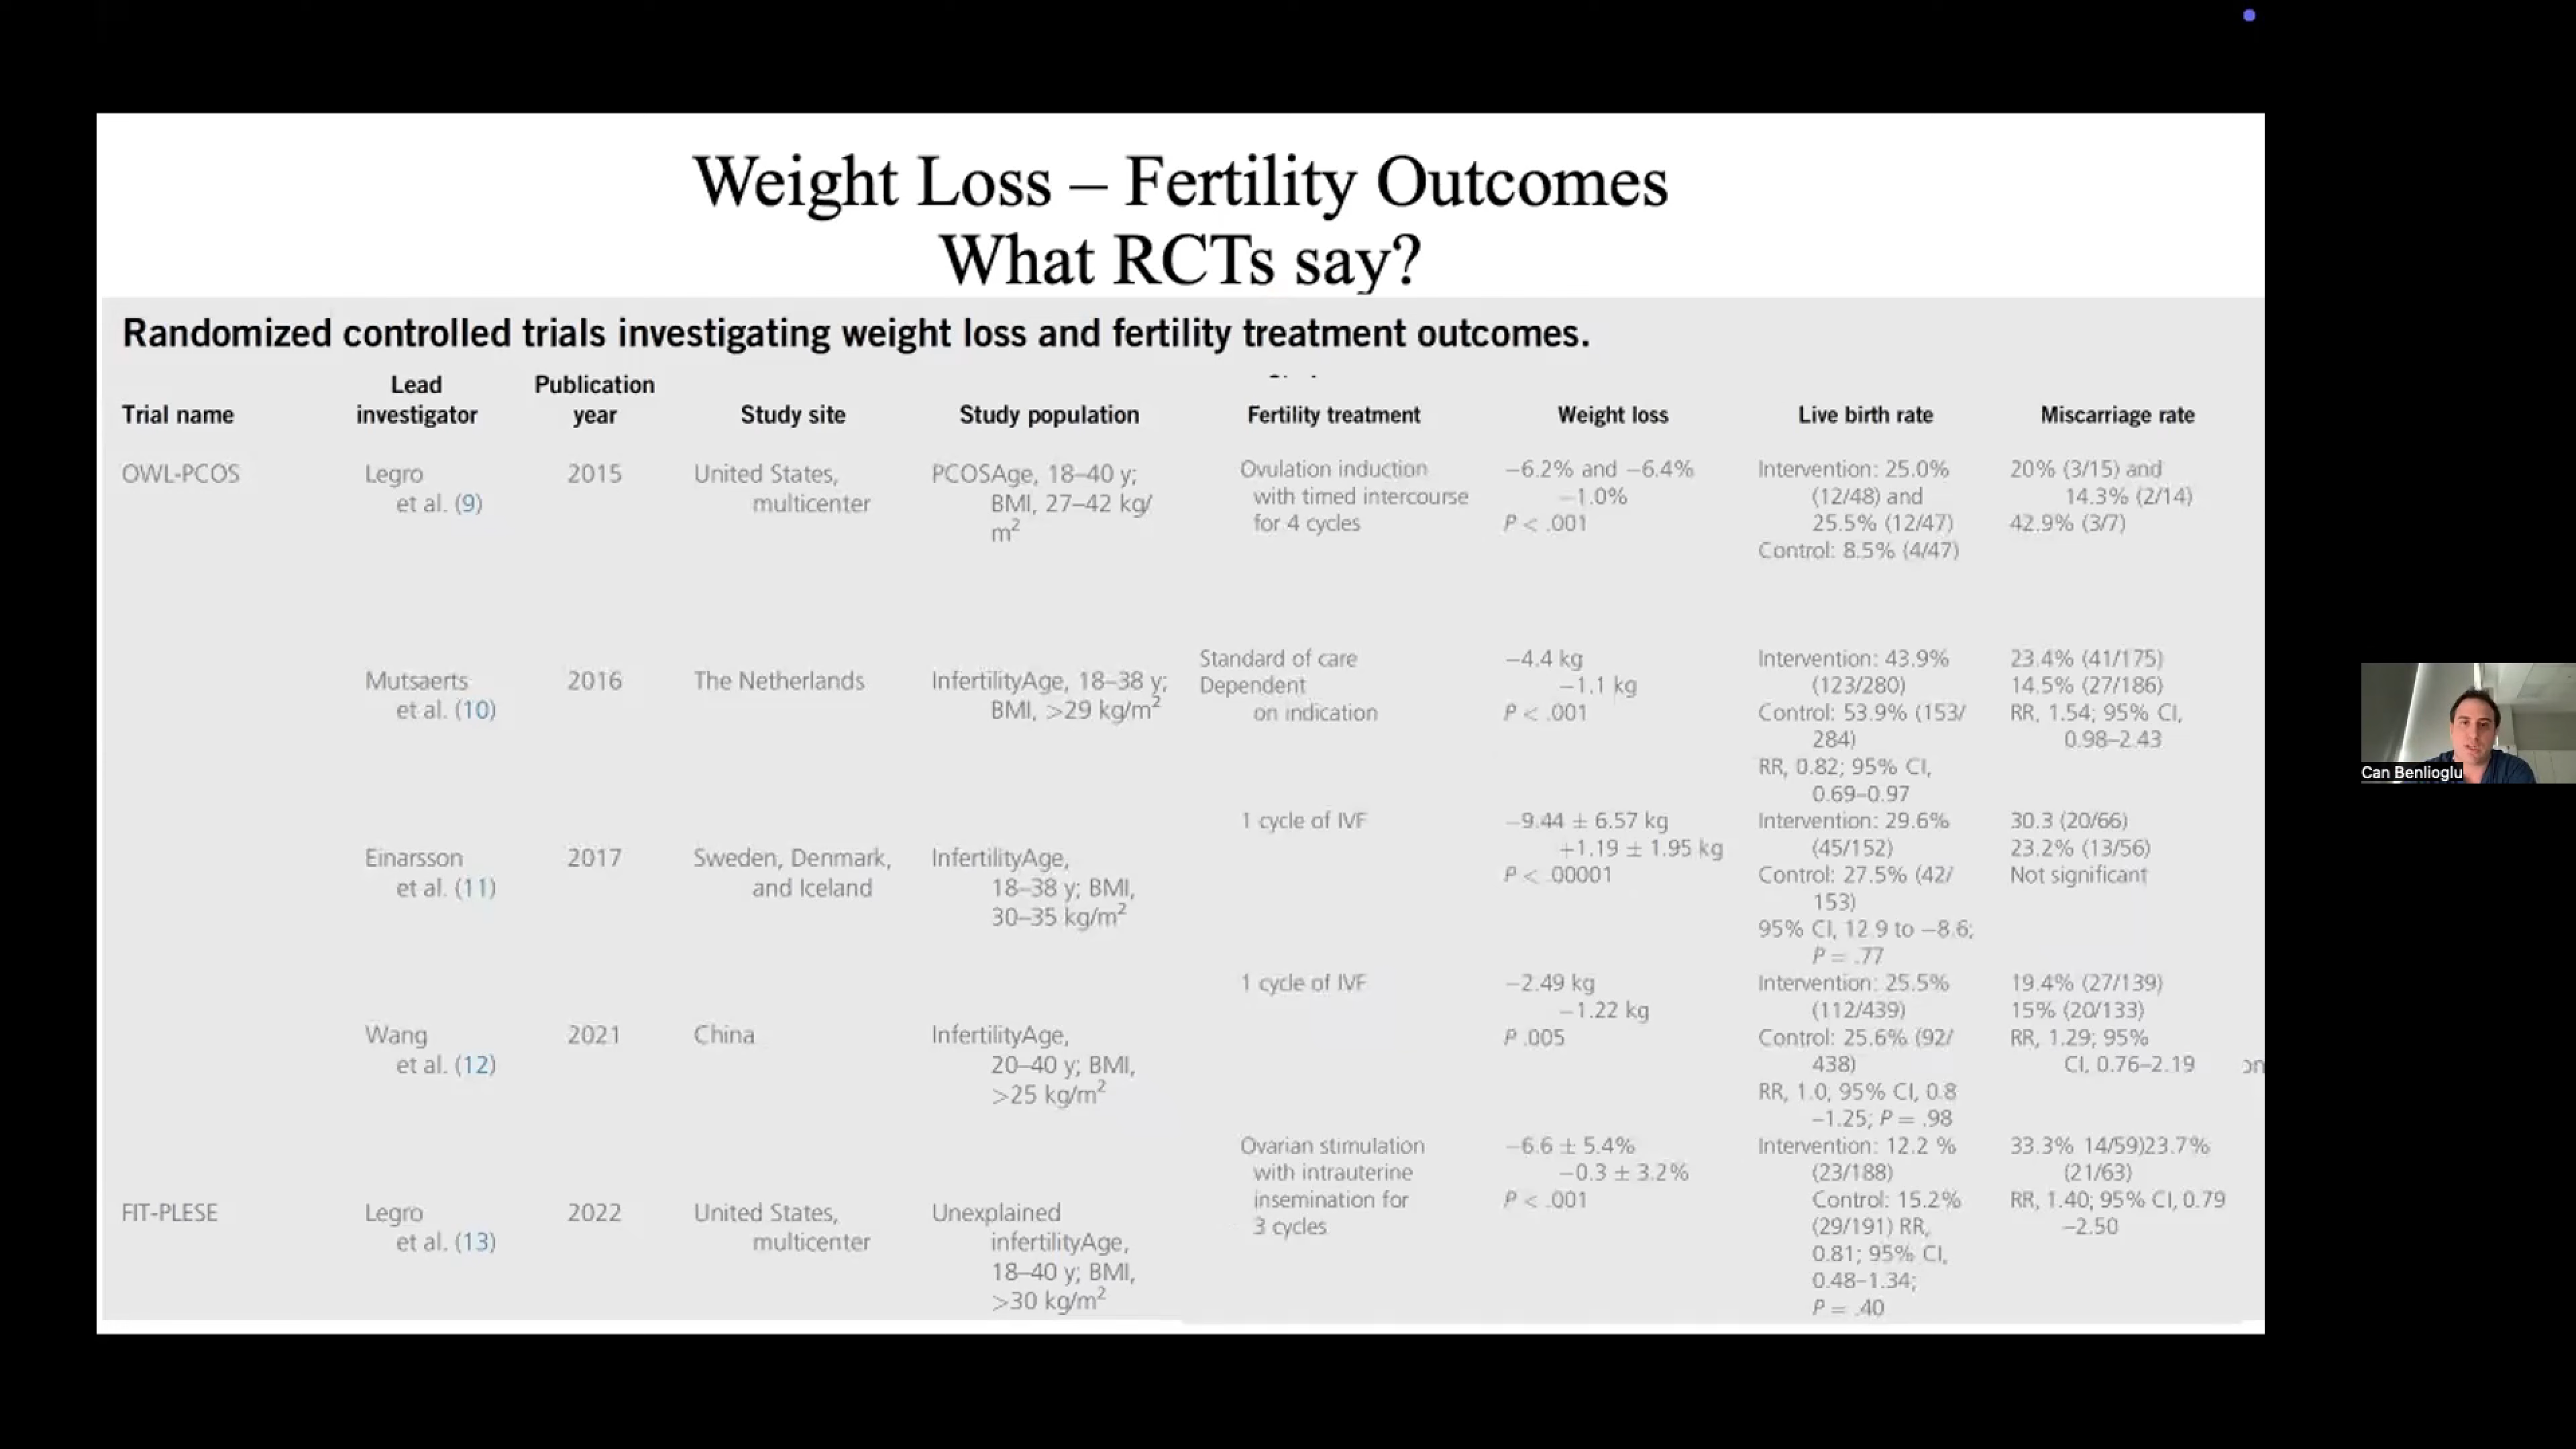 Weight Loss – Fertility Outcomes
What RCTs say?
Randomized controlled trials investigating weight loss and fertility treatment outcomes.
Trial name
Lead
investigator
Publication
year
Study site
Study population
Fertility treatment
Weight loss
Live birth rate
Miscarriage rate
OWL-PCOS
Legro
et al. (9)
2015
United States,
multicenter
PCOSAge, 18–40 y;
BMI, 27–42 kg/
m²
Ovulation induction
with timed intercourse
for 4 cycles
−6.2% and −6.4%
−1.0%
P < .001
Intervention: 25.0%
(12/48) and
25.5% (12/47)
Control: 8.5% (4/47)
20% (3/15) and
14.3% (2/14)
42.9% (3/7)
Mutsaerts
et al. (10)
2016
The Netherlands
InfertilityAge, 18–38 y;
BMI, >29 kg/m²
Standard of care
Dependent
on indication
−4.4 kg
−1.1 kg
P < .001
Intervention: 43.9%
(123/280)
Control: 53.9% (153/
284)
RR, 0.82; 95% CI,
0.69–0.97
23.4% (41/175)
14.5% (27/186)
RR, 1.54; 95% CI,
0.98–2.43
Einarsson
et al. (11)
2017
Sweden, Denmark,
and Iceland
InfertilityAge,
18–38 y; BMI,
30–35 kg/m²
1 cycle of IVF
−9.44 ± 6.57 kg
+1.19 ± 1.95 kg
P < .00001
Intervention: 29.6%
(45/152)
Control: 27.5% (42/
153)
95% CI, 12.9 to −8.6;
P = .77
30.3 (20/66)
23.2% (13/56)
Not significant
Wang
et al. (12)
2021
China
InfertilityAge,
20–40 y; BMI,
>25 kg/m²
1 cycle of IVF
−2.49 kg
−1.22 kg
P .005
Intervention: 25.5%
(112/439)
Control: 25.6% (92/
438)
RR, 1.0, 95% CI, 0.8
–1.25; P = .98
19.4% (27/139)
15% (20/133)
RR, 1.29; 95%
CI, 0.76–2.19
on
FIT-PLESE
Legro
et al. (13)
2022
United States,
multicenter
Unexplained
infertilityAge,
18–40 y; BMI,
>30 kg/m²
Ovarian stimulation
with intrauterine
insemination for
3 cycles
−6.6 ± 5.4%
−0.3 ± 3.2%
P < .001
Intervention: 12.2 %
(23/188)
Control: 15.2%
(29/191) RR,
0.81; 95% CI,
0.48–1.34;
P = .40
33.3% 14/59)23.7%
(21/63)
RR, 1.40; 95% CI, 0.79
–2.50
Can Benlioglu